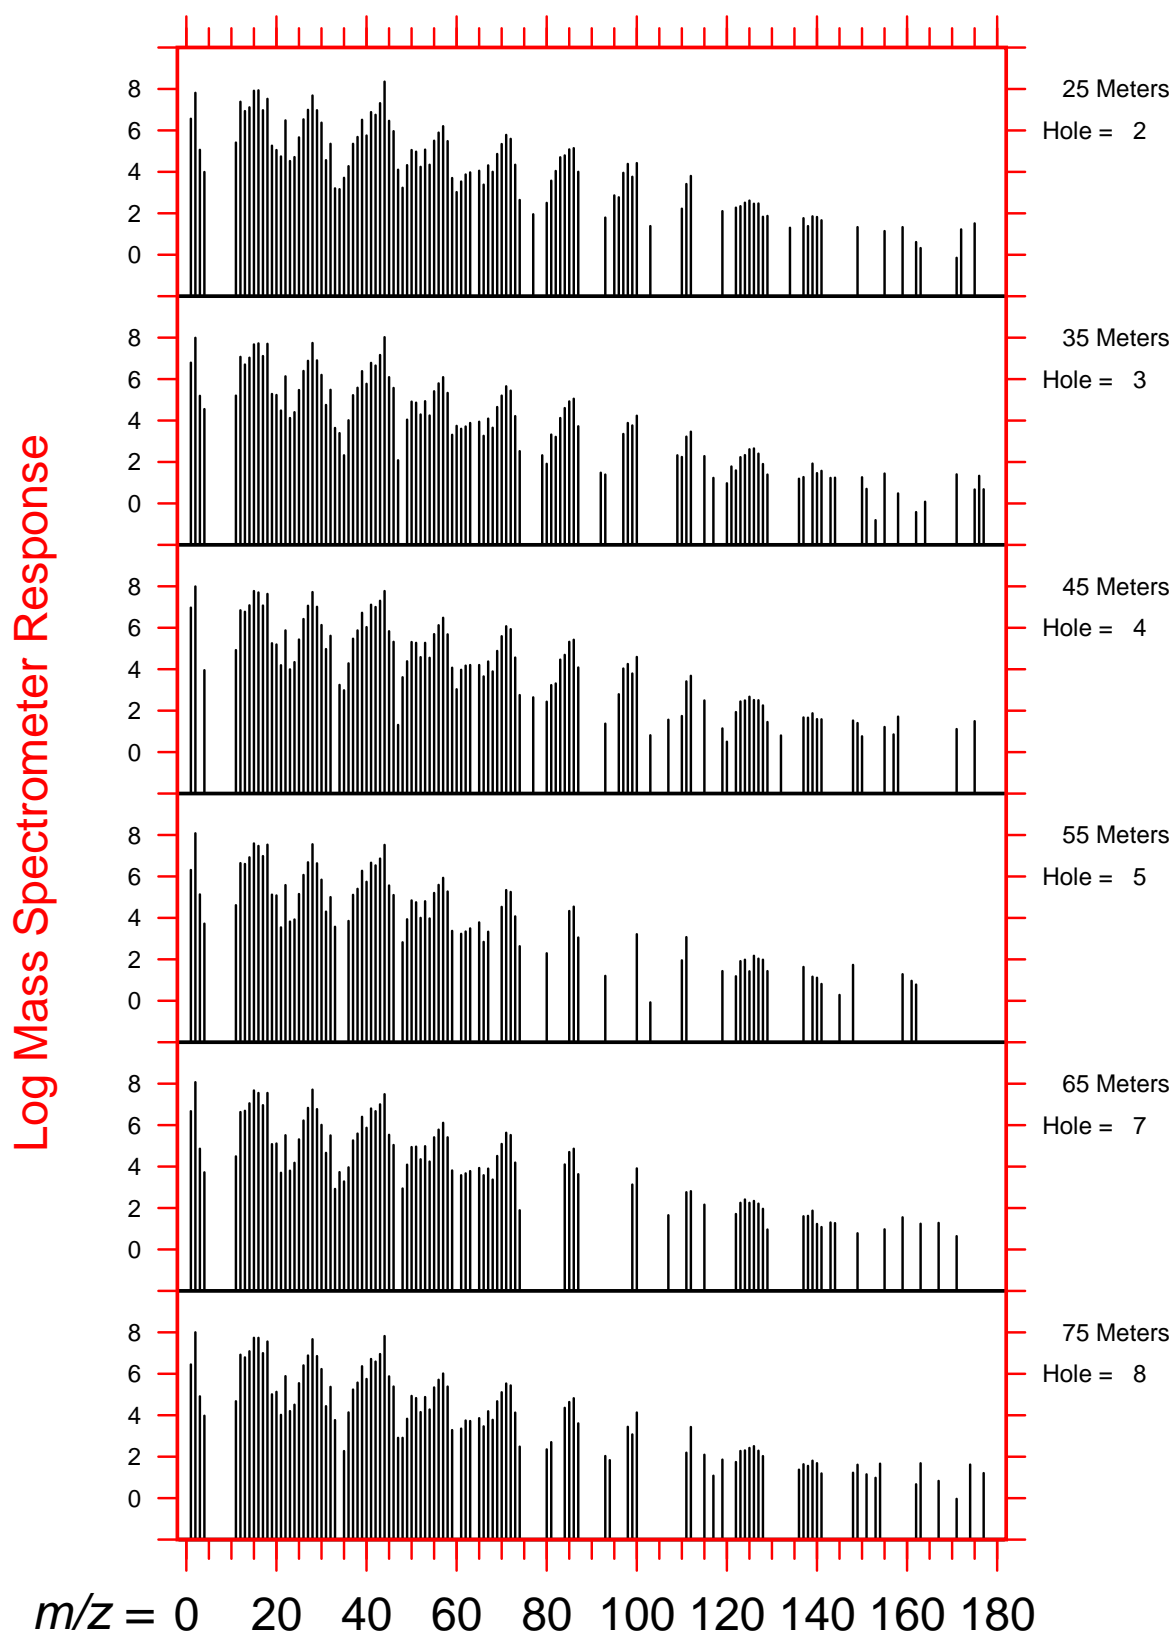 Log Mass Spectrometer Response
8
25 Meters
6
Hole = 2
4
2
0
8
35 Meters
6
Hole = 3
4
2
0
8
45 Meters
6
Hole = 4
4
2
0
8
55 Meters
6
Hole = 5
4
2
0
8
65 Meters
6
Hole = 7
4
2
0
8
75 Meters
6
Hole = 8
4
2
0
m/z = 0 20 40 60 80 100 120 140 160 180